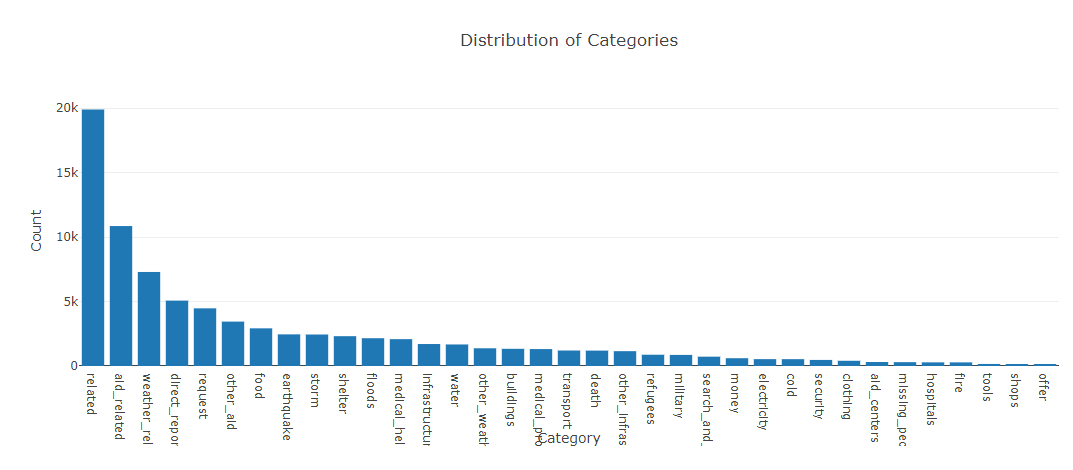 Distribution of Categories
Count
20k
15k
10k
5k
0
related
aid_related
weather_rel
direct_repor
request
other_aid
food
earthquake
storm
shelter
floods
medical_hel
infrastructur
water
other_weath
buildings
medical_pro
transport
death
other_infras
refugees
military
search_and_
money
electricity
cold
security
clothing
aid_centers
missing_peo
hospitals
fire
tools
shops
offer
Category